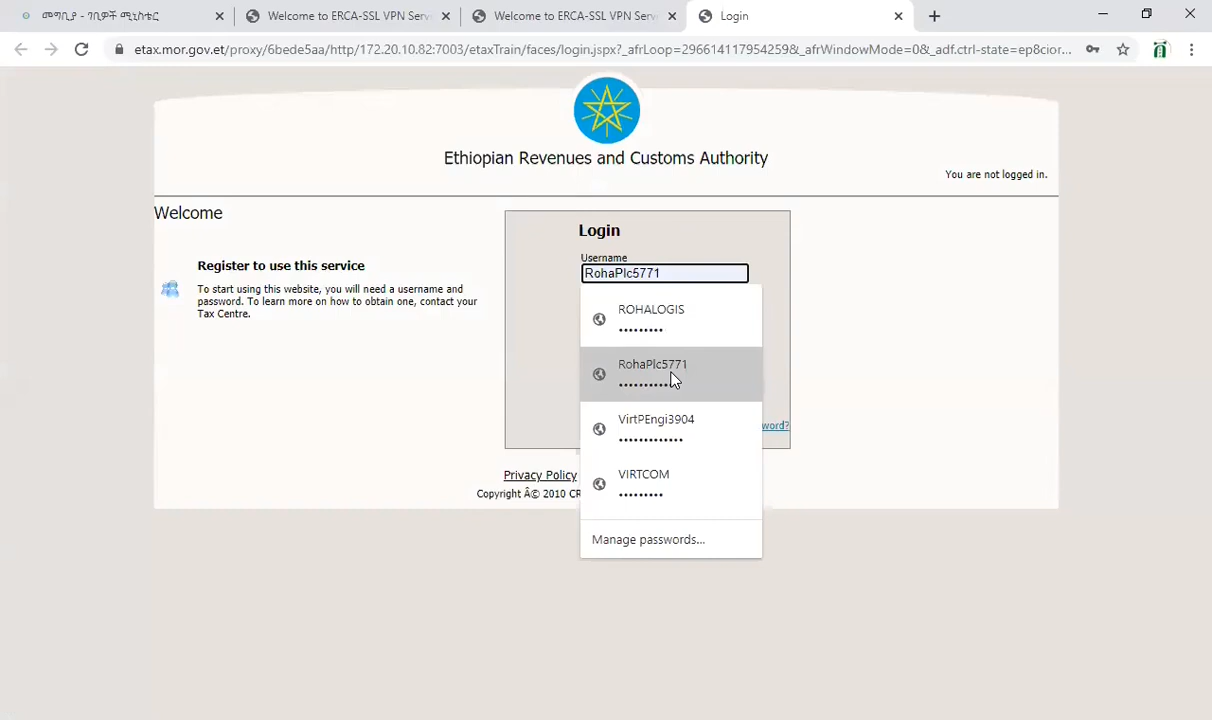 መግቢያ - ገቢዎች ሚኒስቴር
Welcome to ERCA-SSL VPN Serv
Welcome to ERCA-SSL VPN Serv
Login
etax.mor.gov.et/proxy/6bede5aa/http/172.20.10.82:7003/etaxTrain/faces/login.jspx?_afrLoop=2966141179542598&_afrWindowMode=0&_adf.ctrl-state=ep8cior...
Ethiopian Revenues and Customs Authority
You are not logged in.
Welcome
Register to use this service
To start using this website, you will need a username and
password. To learn more on how to obtain one, contact your
Tax Centre.
Login
Username
RohaPlc5771
ROHALOGIS
•••••••••
RohaPlc5771
•••••••••••
VirtPEngi3904
•••••••••••••
VIRTCOM
•••••••••
Manage passwords...
word?
Privacy Policy
Copyright Â© 2010 CR